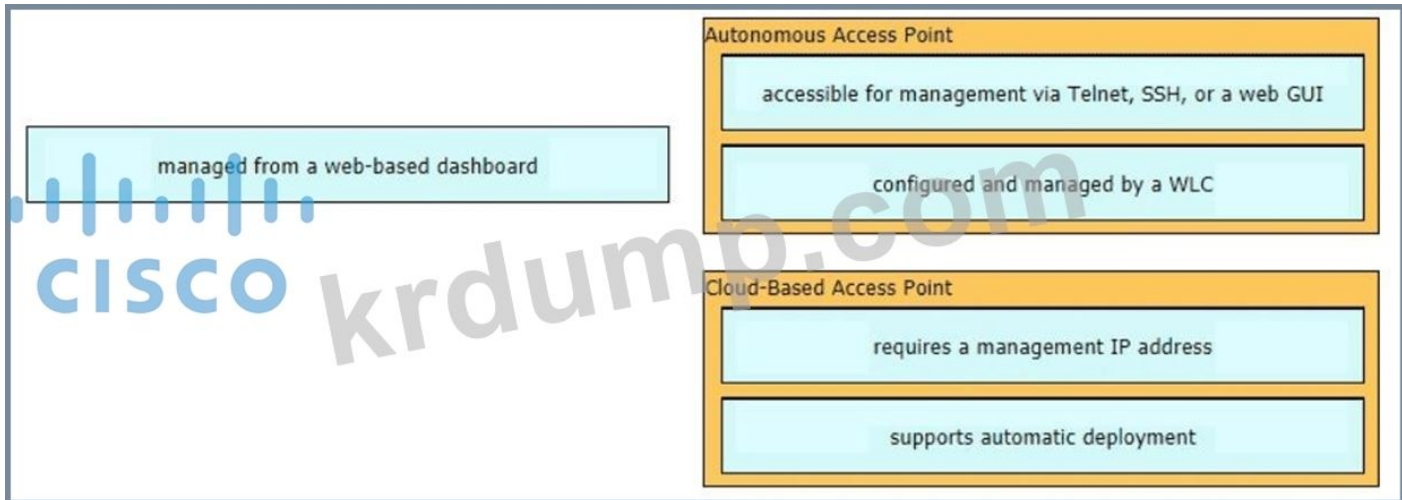 Autonomous Access Point
accessible for management via Telnet, SSH, or a web GUI
managed from a web-based dashboard
configured and managed by a WLC
CISCO
krdump.com
Cloud-Based Access Point
requires a management IP address
supports automatic deployment